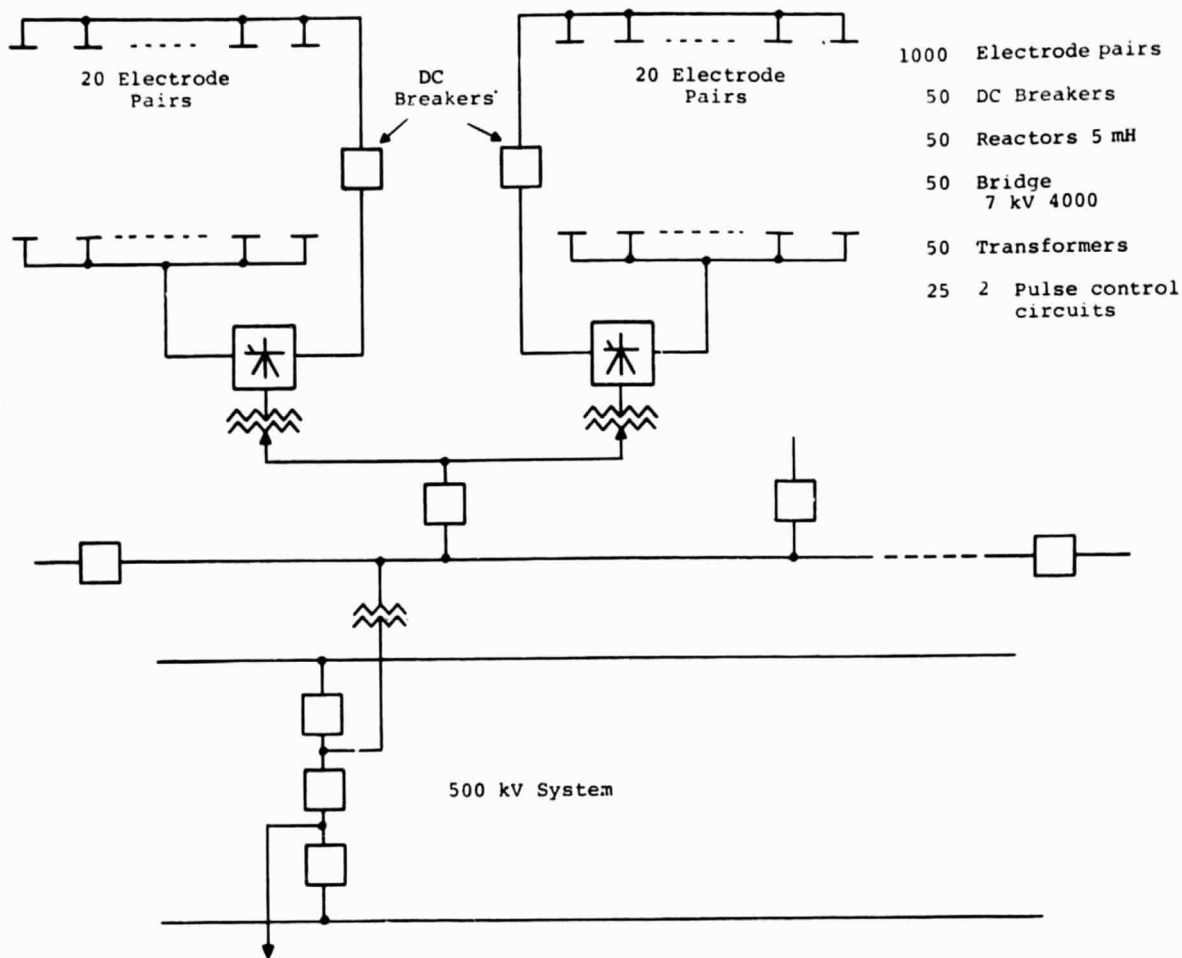 20 Electrode
Pairs
DC
Breakers
20 Electrode
Pairs
1000 Electrode pairs
50 DC Breakers
50 Reactors 5 mH
50 Bridge
7 kV 4000
50 Transformers
25 2 Pulse control
circuits
500 kV System